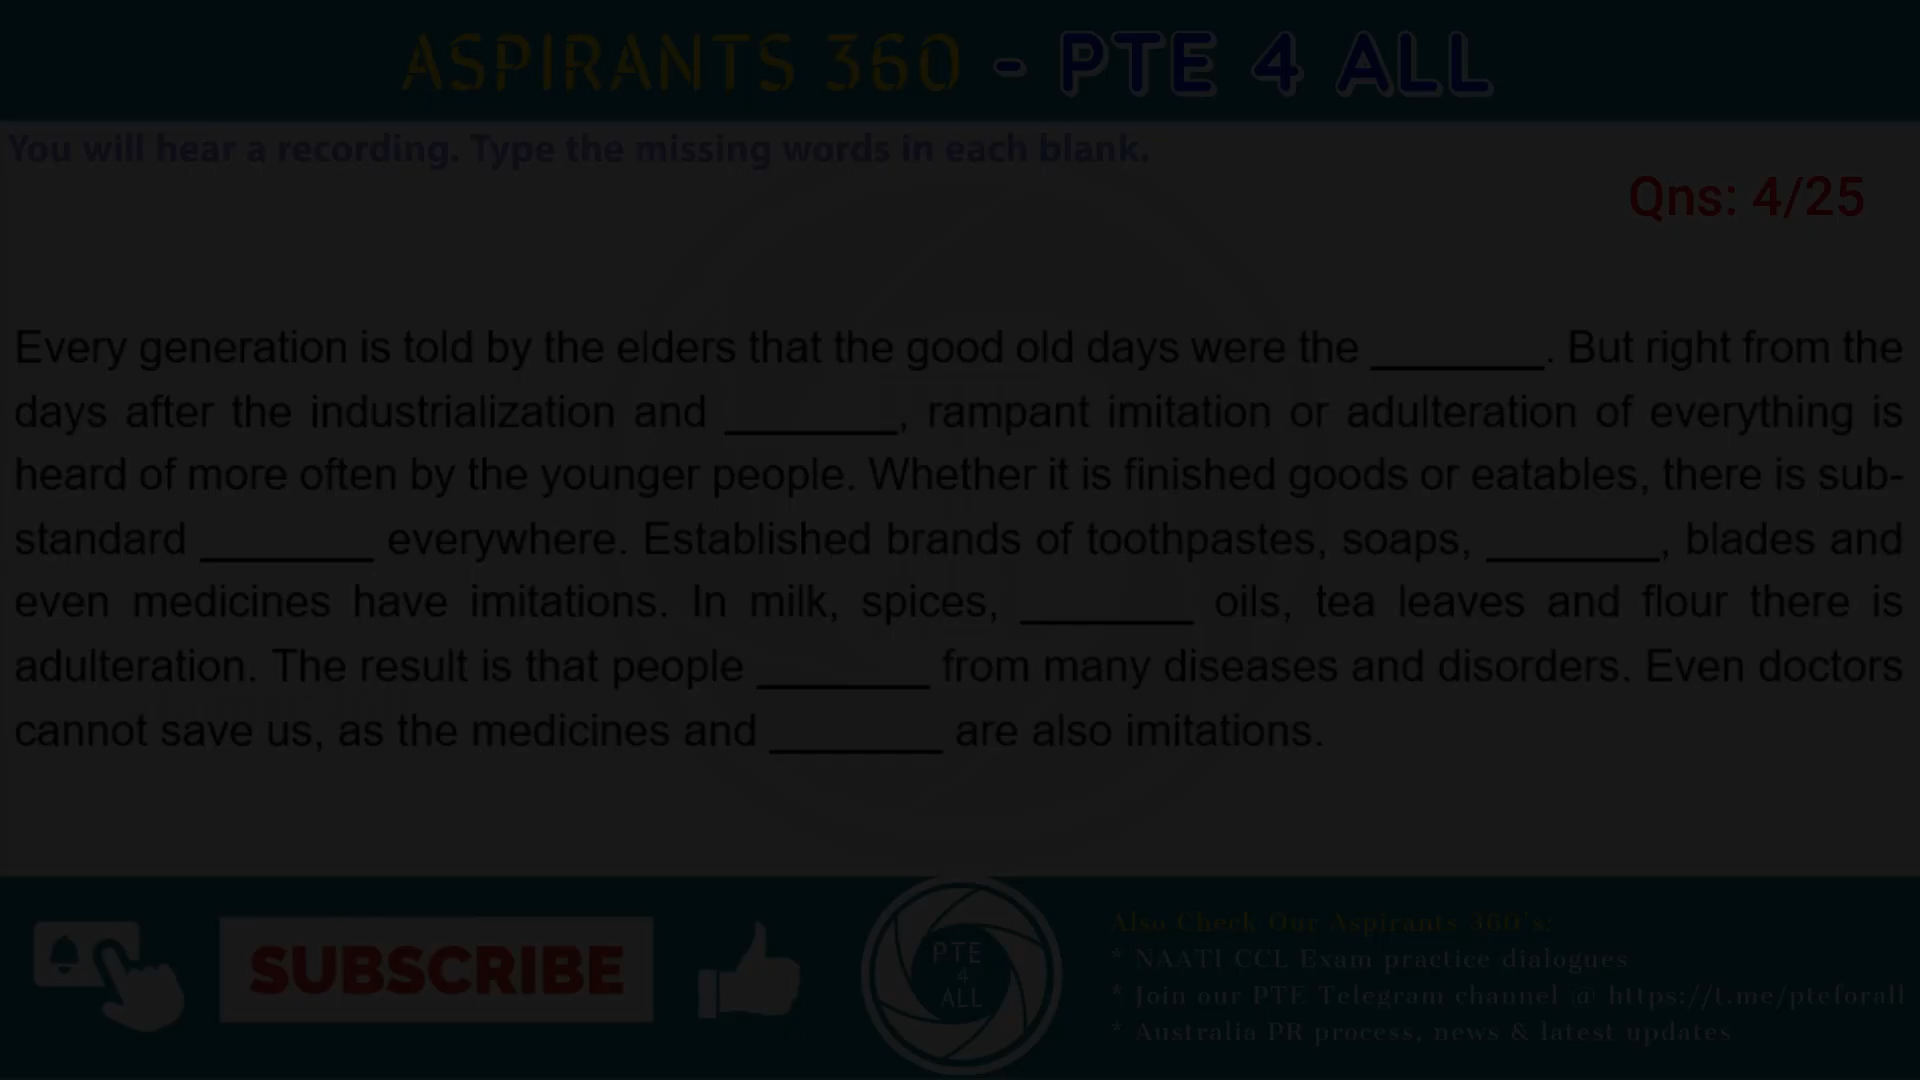 ASPIRANTS 360 - PTE 4 ALL
You will hear a recording. Type the missing words in each blank.
Qns: 4/25
Every generation is told by the elders that the good old days were the ________. But right from the
days after the industrialization and ________, rampant imitation or adulteration of everything is
heard of more often by the younger people. Whether it is finished goods or eatables, there is sub-
standard ________ everywhere. Established brands of toothpastes, soaps, ________, blades and
even medicines have imitations. In milk, spices, ________ oils, tea leaves and flour there is
adulteration. The result is that people ________ from many diseases and disorders. Even doctors
cannot save us, as the medicines and ________ are also imitations.
SUBSCRIBE
PTE
4
ALL
Also Check Our Aspirants 360's:
* NAATI CCL Exam practice dialogues
* Join our PTE Telegram channel @ https://t.me/pteforall
* Australia PR process, news & latest updates